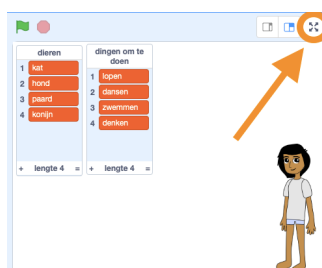 dieren
1 kat
2 hond
3 paard
4 konijn
+ lengte 4 =
dingen om te
doen
1 lopen
2 dansen
3 zwemmen
4 denken
+ lengte 4 =